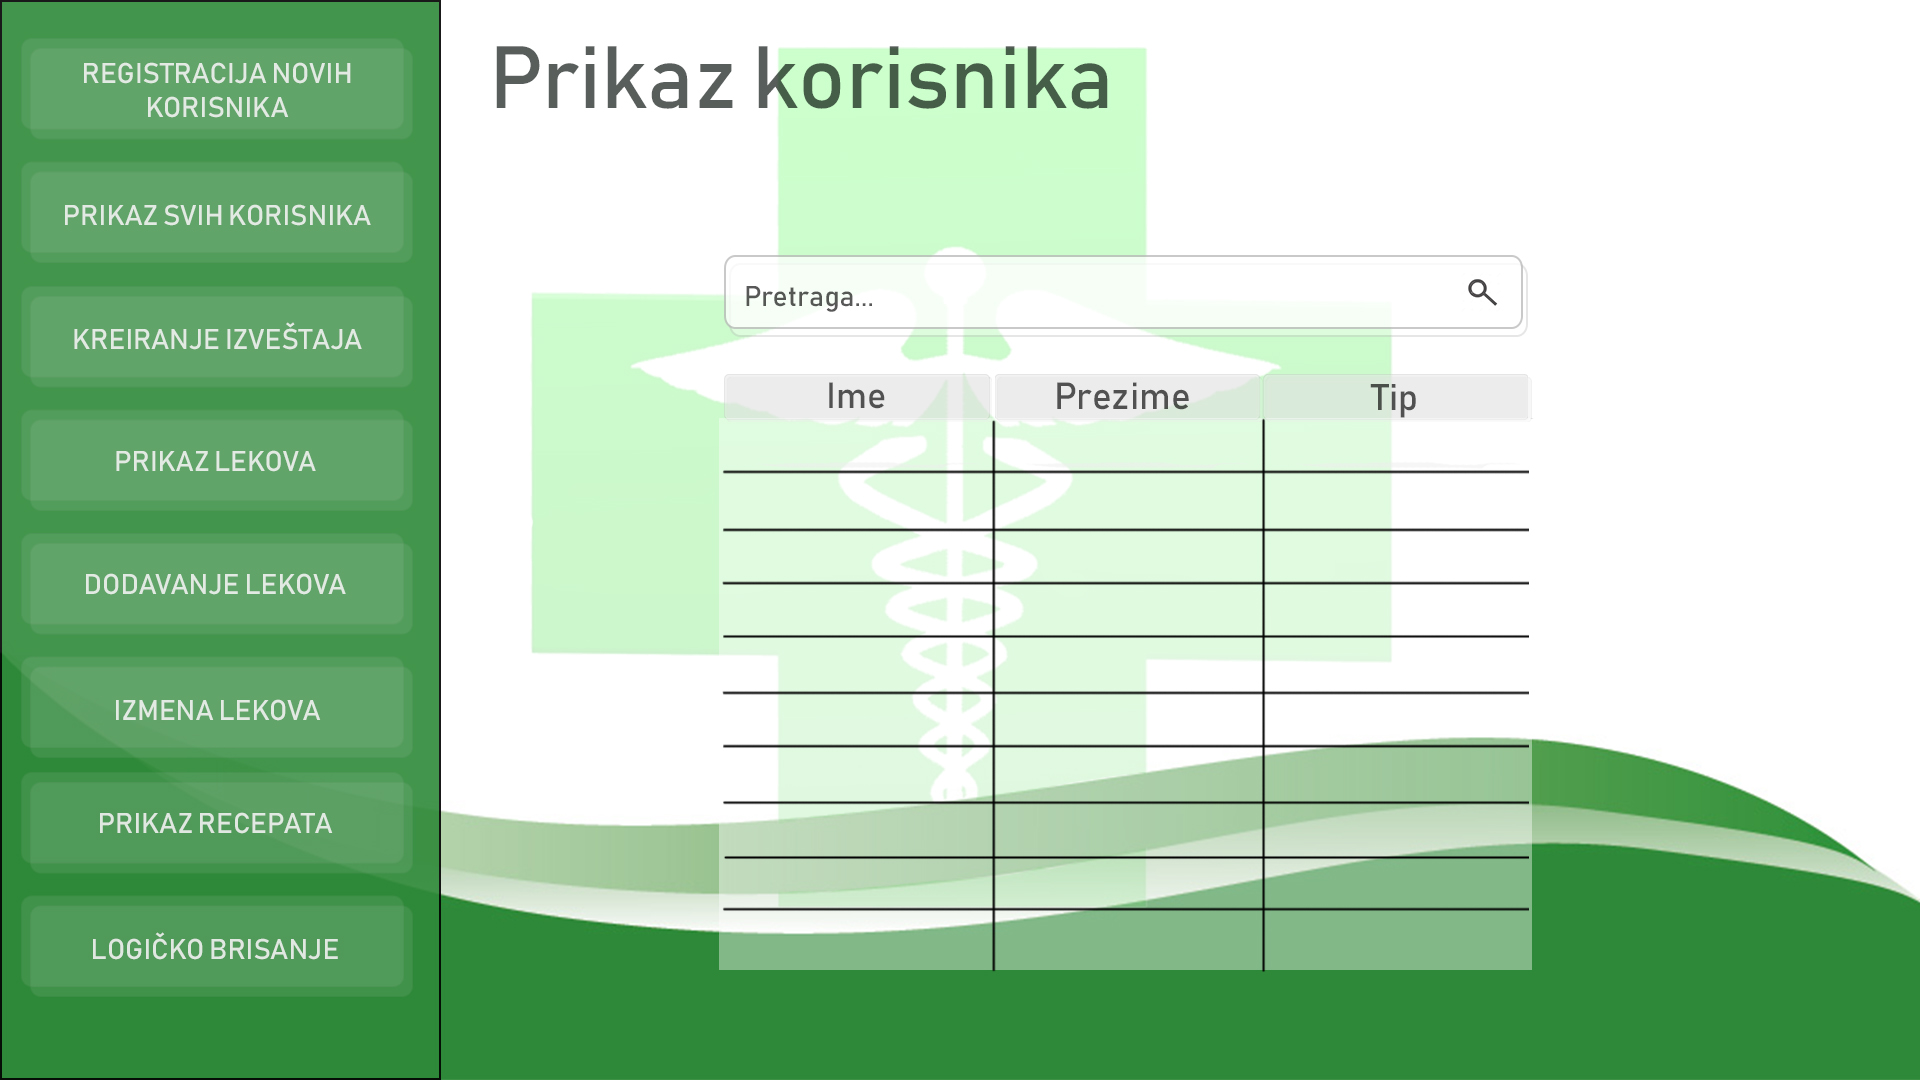 REGISTRACIJA NOVIH
KORISNIKA
PRIKAZ SVIH KORISNIKA
KREIRANJE IZVEŠTAJA
PRIKAZ LEKOVA
DODAVANJE LEKOVA
IZMENA LEKOVA
PRIKAZ RECEPATA
LOGIČKO BRISANJE
Prikaz korisnika
Pretraga...
Ime Prezime Tip